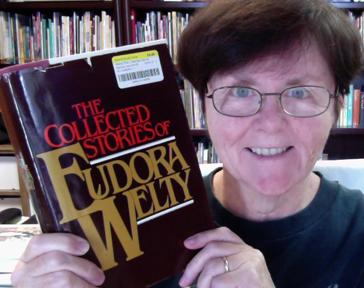 THE
COLLECTED
STORIES OF
EUDORA
WELTY